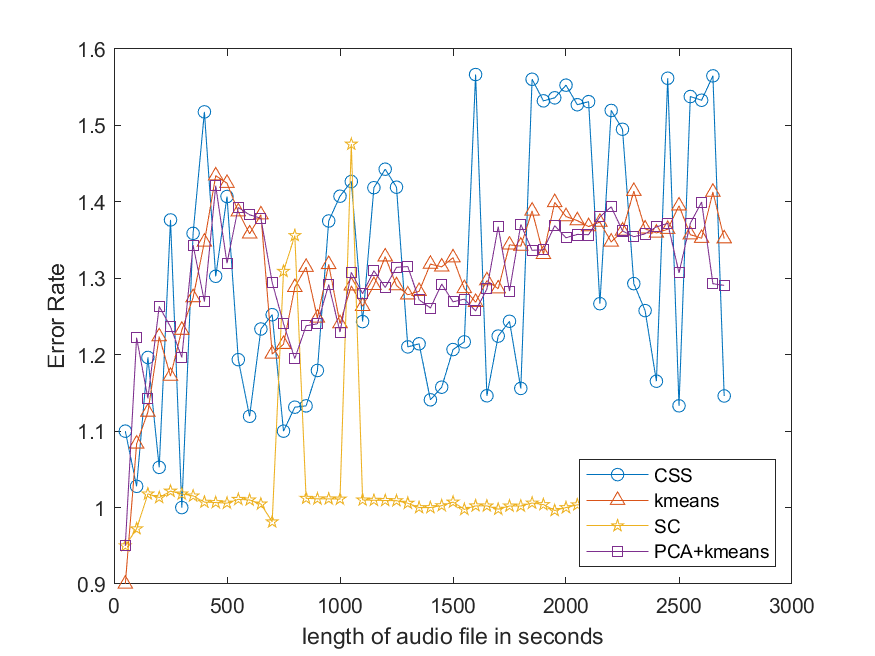 1.6
1.5
1.4
1.3
1.2
1.1
1
0.9
Error Rate
0 500 1000 1500 2000 2500 3000
length of audio file in seconds
CSS
kmeans
SC
PCA+kmeans